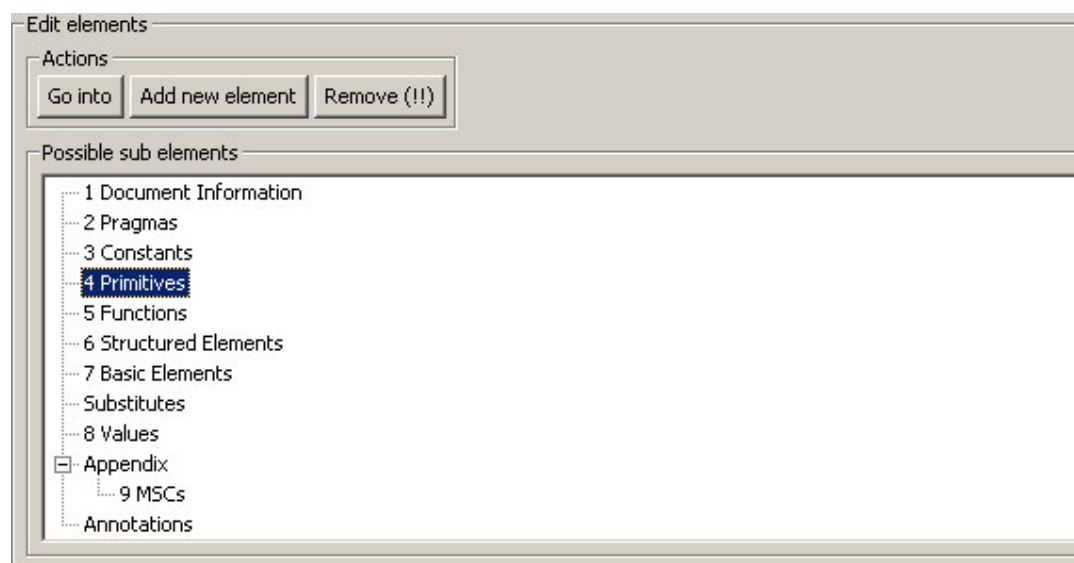 Edit elements
Actions
Go into Add new element Remove (!!)
Possible sub elements
1 Document Information
2 Pragmas
3 Constants
4 Primitives
5 Functions
6 Structured Elements
7 Basic Elements
Substitutes
8 Values
Appendix
9 MSCs
Annotations